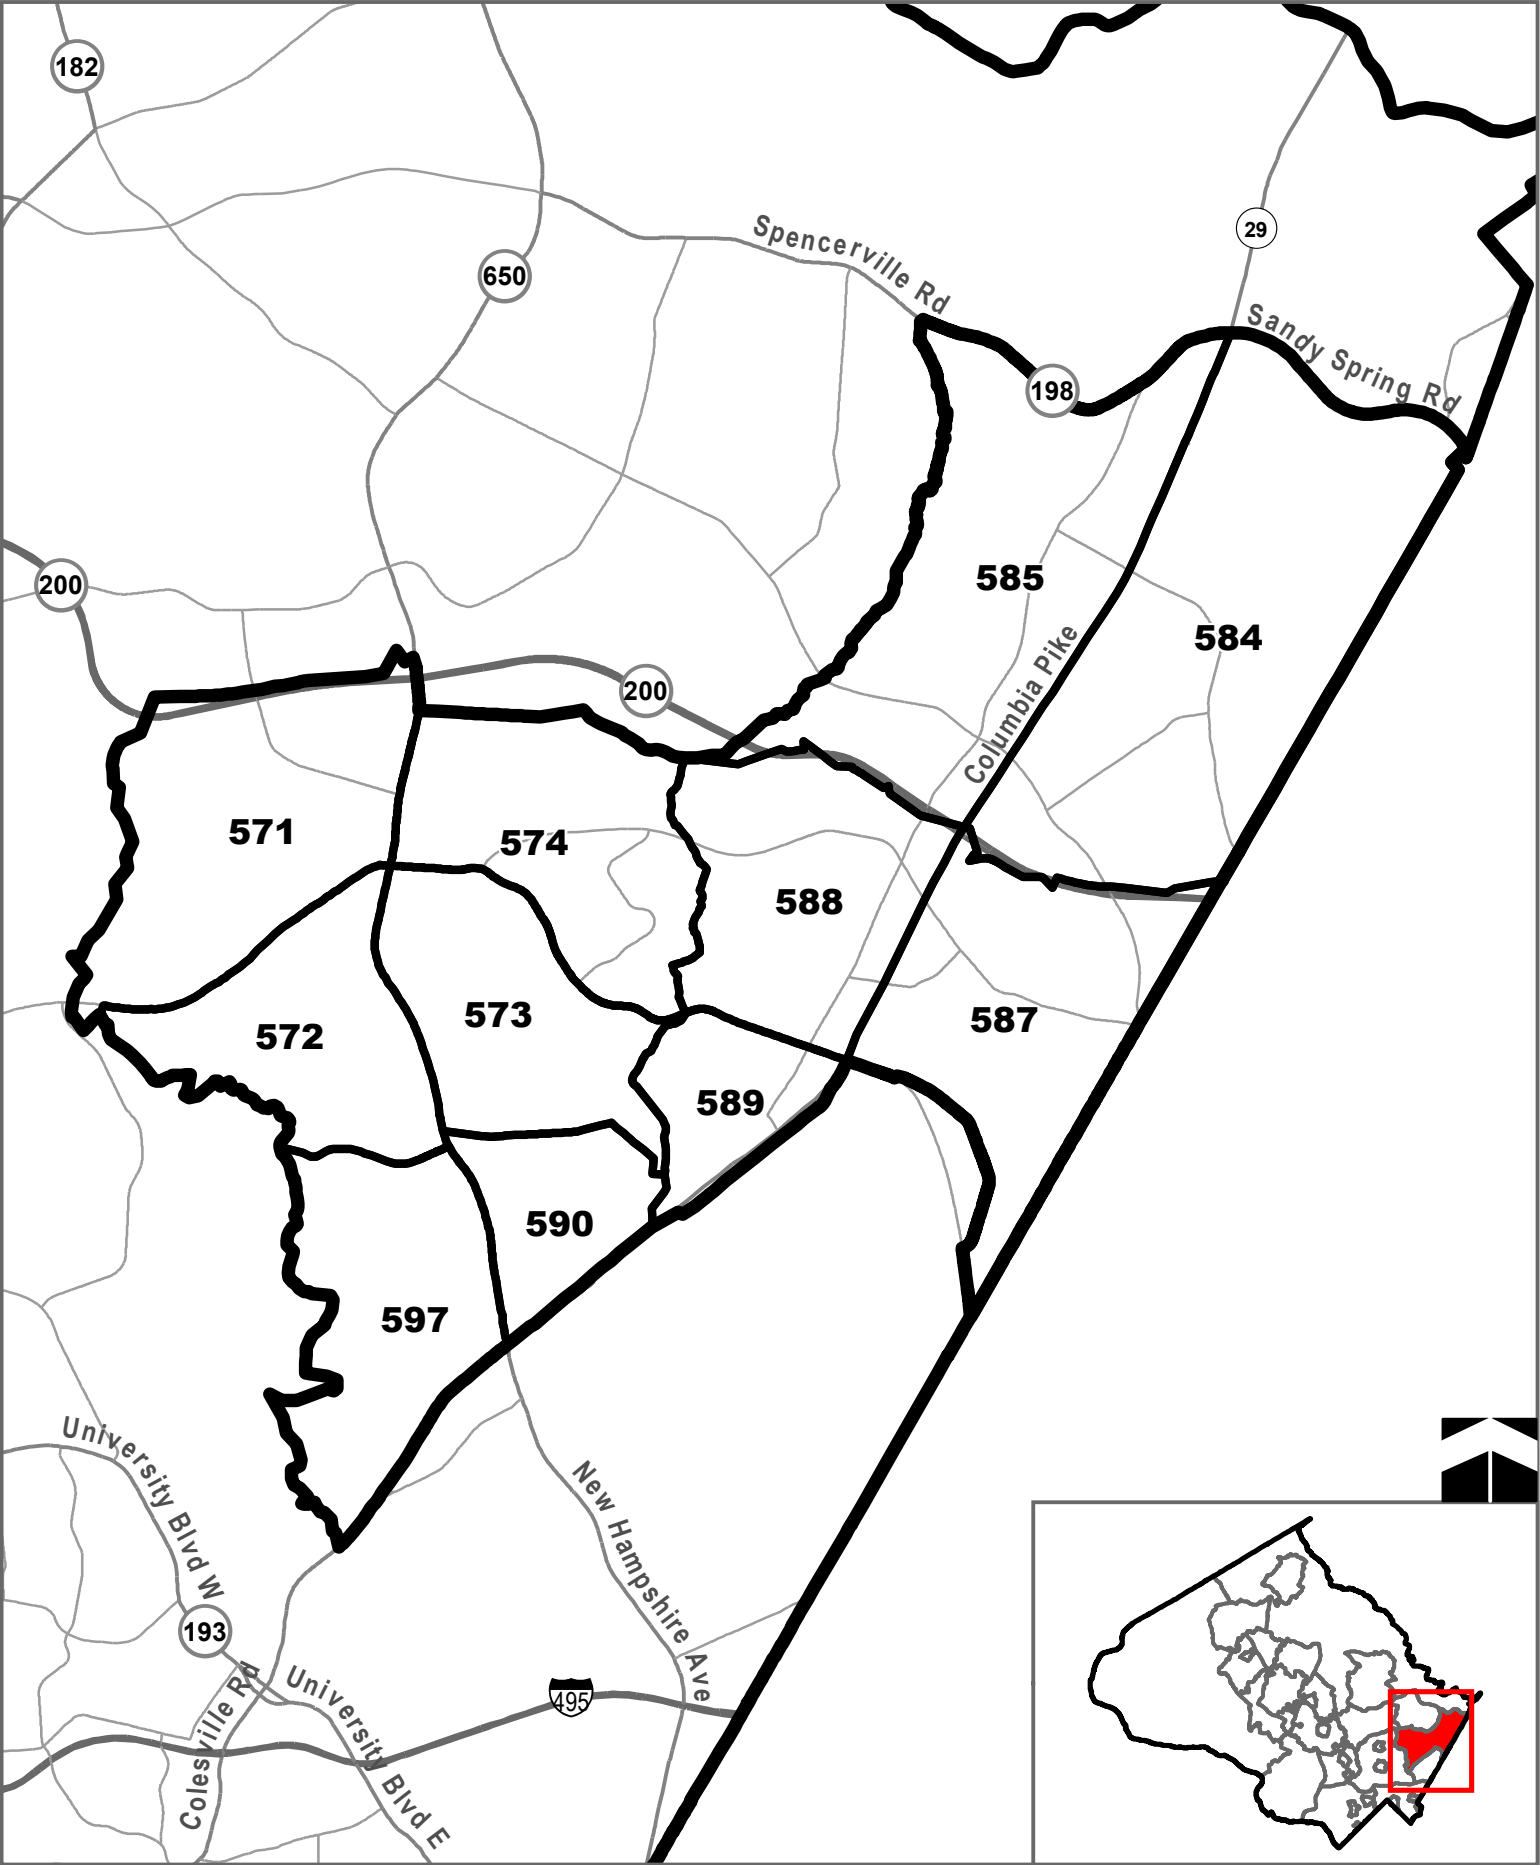 182
650
Spencerville Rd
29
Sandy Spring Rd
198
200
585
584
Columbia Pike
200
571
574
588
572
573
587
589
590
597
University Blvd W
New Hampshire Ave
193
Colesville Rd
University Blvd E
495